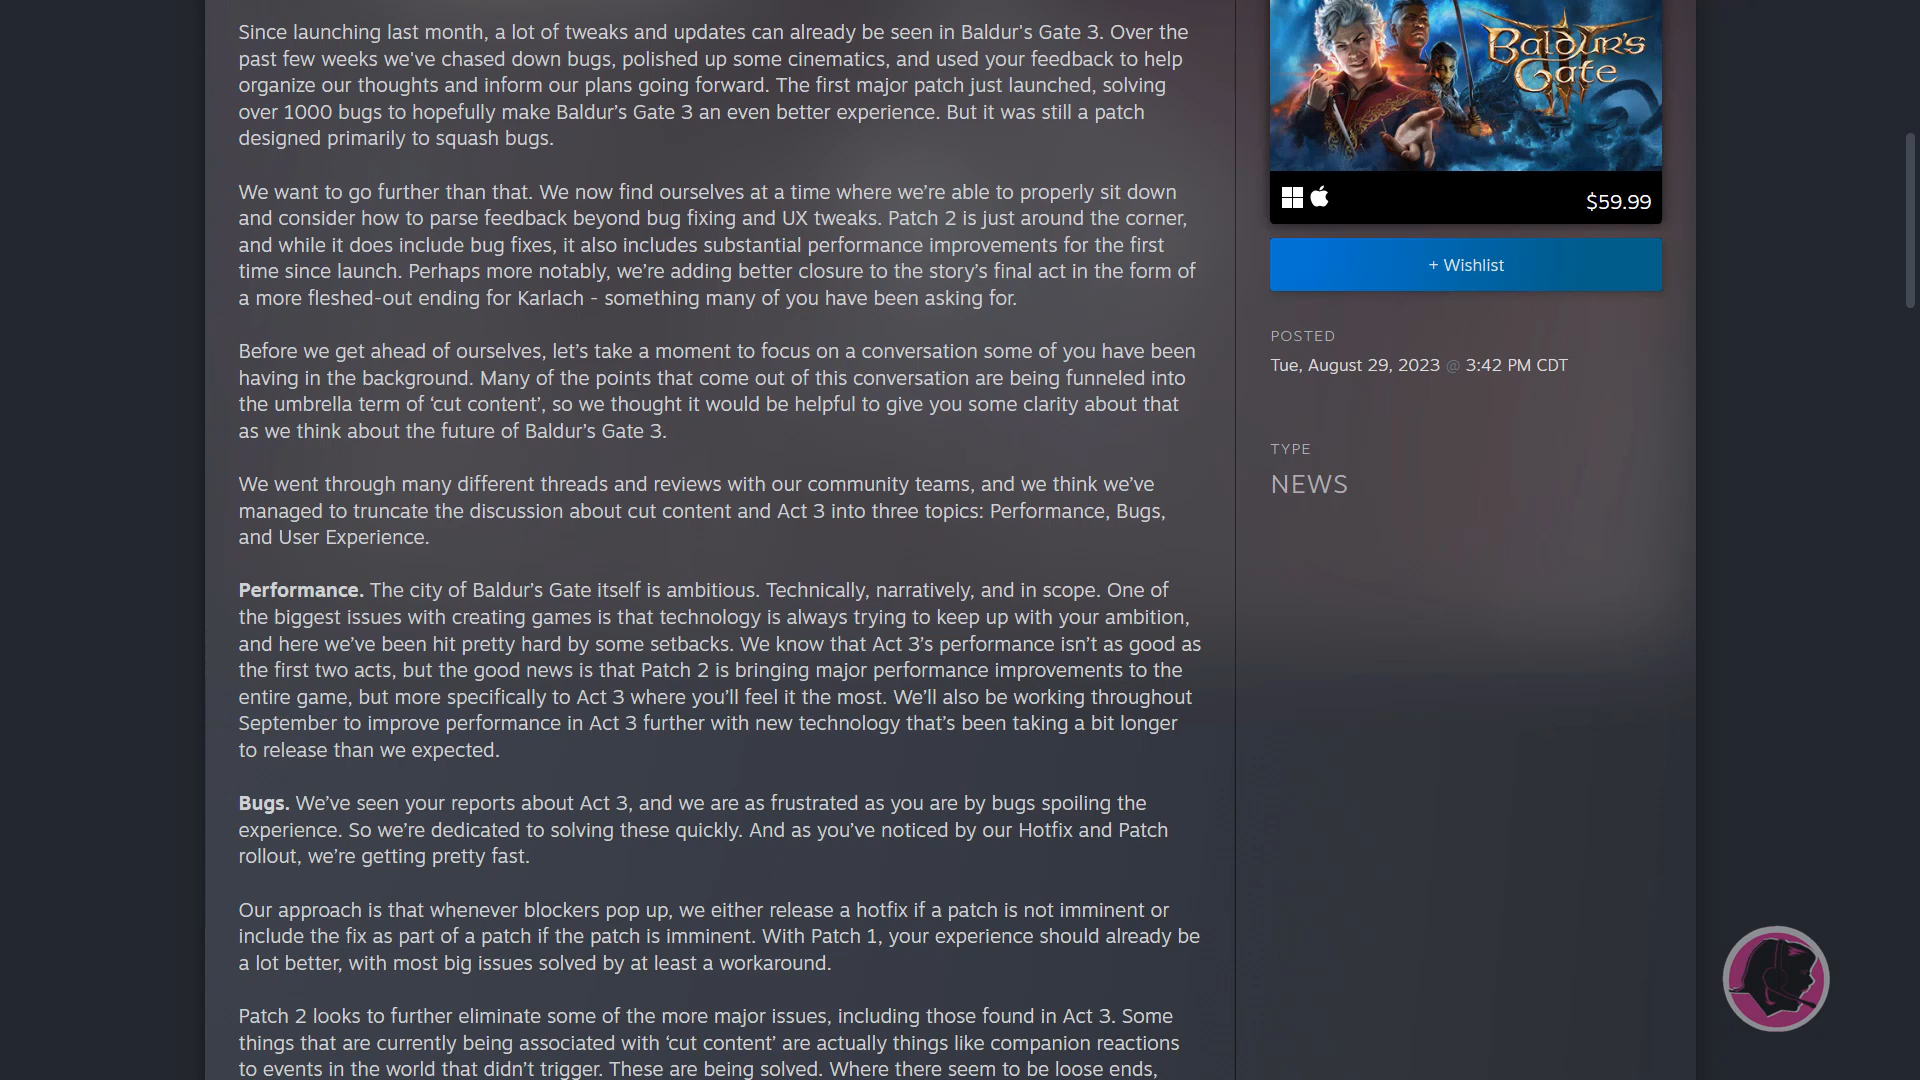 Since launching last month, a lot of tweaks and updates can already be seen in Baldur's Gate 3. Over the
past few weeks we've chased down bugs, polished up some cinematics, and used your feedback to help
organize our thoughts and inform our plans going forward. The first major patch just launched, solving
over 1000 bugs to hopefully make Baldur’s Gate 3 an even better experience. But it was still a patch
designed primarily to squash bugs.
We want to go further than that. We now find ourselves at a time where we’re able to properly sit down
and consider how to parse feedback beyond bug fixing and UX tweaks. Patch 2 is just around the corner,
and while it does include bug fixes, it also includes substantial performance improvements for the first
time since launch. Perhaps more notably, we’re adding better closure to the story’s final act in the form of
a more fleshed-out ending for Karlach - something many of you have been asking for.
Before we get ahead of ourselves, let’s take a moment to focus on a conversation some of you have been
having in the background. Many of the points that come out of this conversation are being funneled into
the umbrella term of ‘cut content’, so we thought it would be helpful to give you some clarity about that
as we think about the future of Baldur’s Gate 3.
We went through many different threads and reviews with our community teams, and we think we’ve
managed to truncate the discussion about cut content and Act 3 into three topics: Performance, Bugs,
and User Experience.
Performance. The city of Baldur’s Gate itself is ambitious. Technically, narratively, and in scope. One of
the biggest issues with creating games is that technology is always trying to keep up with your ambition,
and here we’ve been hit pretty hard by some setbacks. We know that Act 3’s performance isn’t as good as
the first two acts, but the good news is that Patch 2 is bringing major performance improvements to the
entire game, but more specifically to Act 3 where you’ll feel it the most. We’ll also be working throughout
September to improve performance in Act 3 further with new technology that’s been taking a bit longer
to release than we expected.
Bugs. We’ve seen your reports about Act 3, and we are as frustrated as you are by bugs spoiling the
experience. So we’re dedicated to solving these quickly. And as you’ve noticed by our Hotfix and Patch
rollout, we’re getting pretty fast.
Our approach is that whenever blockers pop up, we either release a hotfix if a patch is not imminent or
include the fix as part of a patch if the patch is imminent. With Patch 1, your experience should already be
a lot better, with most big issues solved by at least a workaround.
Patch 2 looks to further eliminate some of the more major issues, including those found in Act 3. Some
things that are currently being associated with ‘cut content’ are actually things like companion reactions
to events in the world that didn’t trigger. These are being solved. Where there seem to be loose ends,
Baldur's
Gate
III
$59.99
+ Wishlist
POSTED
Tue, August 29, 2023 @ 3:42 PM CDT
TYPE
NEWS